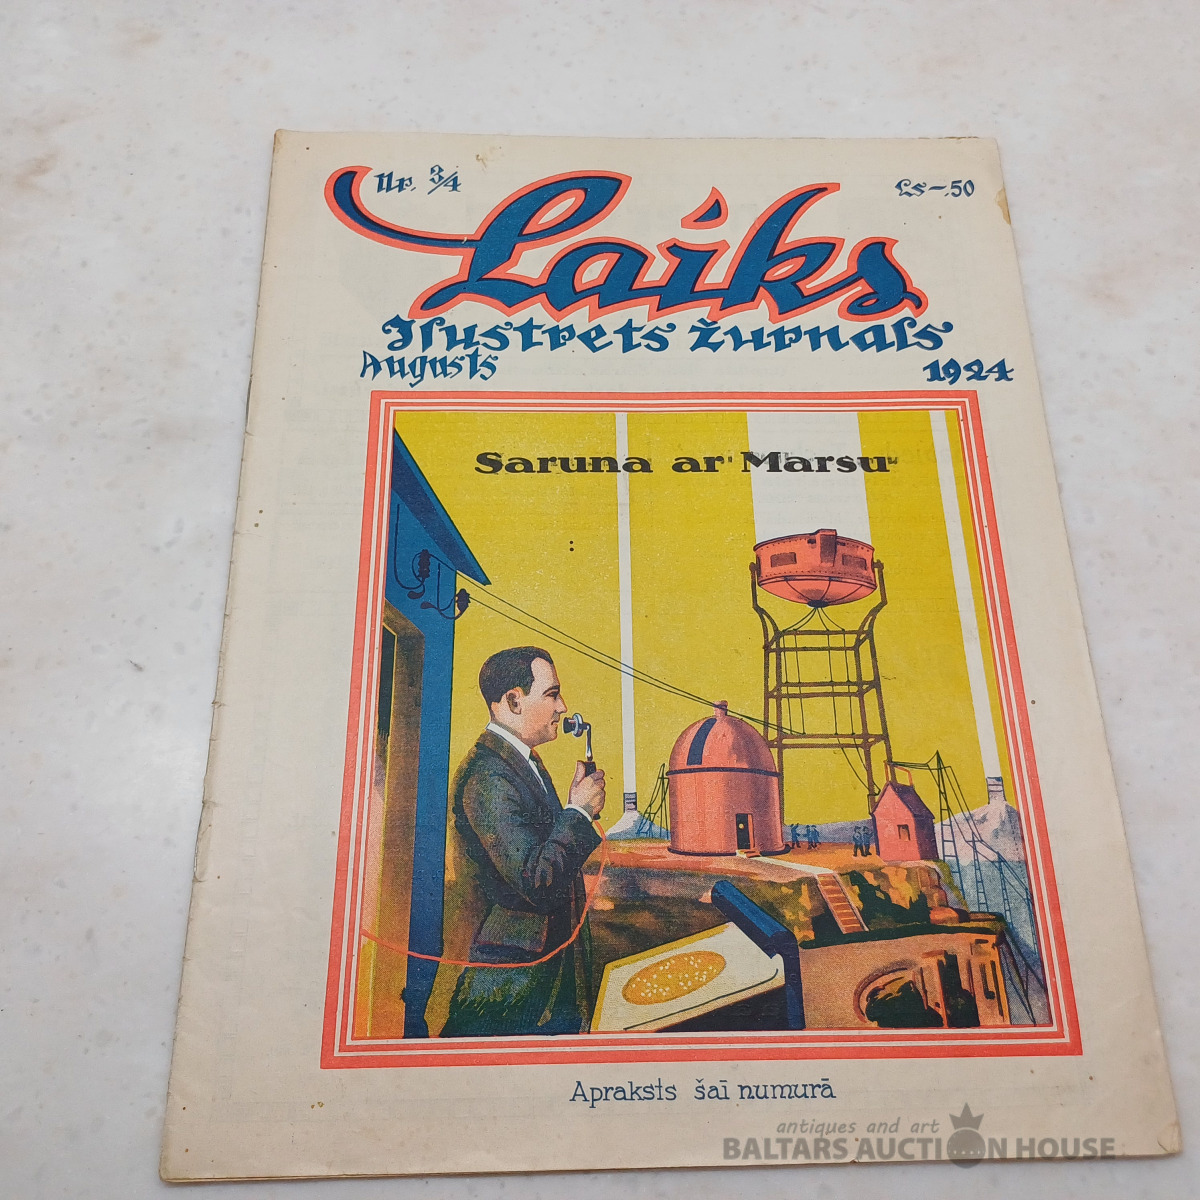 Nr. 3/4
Ls -.50
Laiks
Ilustrets žurnals
Augusts
1924
Saruna ar Marsu
Apraksts šaī numurā
antiques and art
BALTARS AUCTION HOUSE